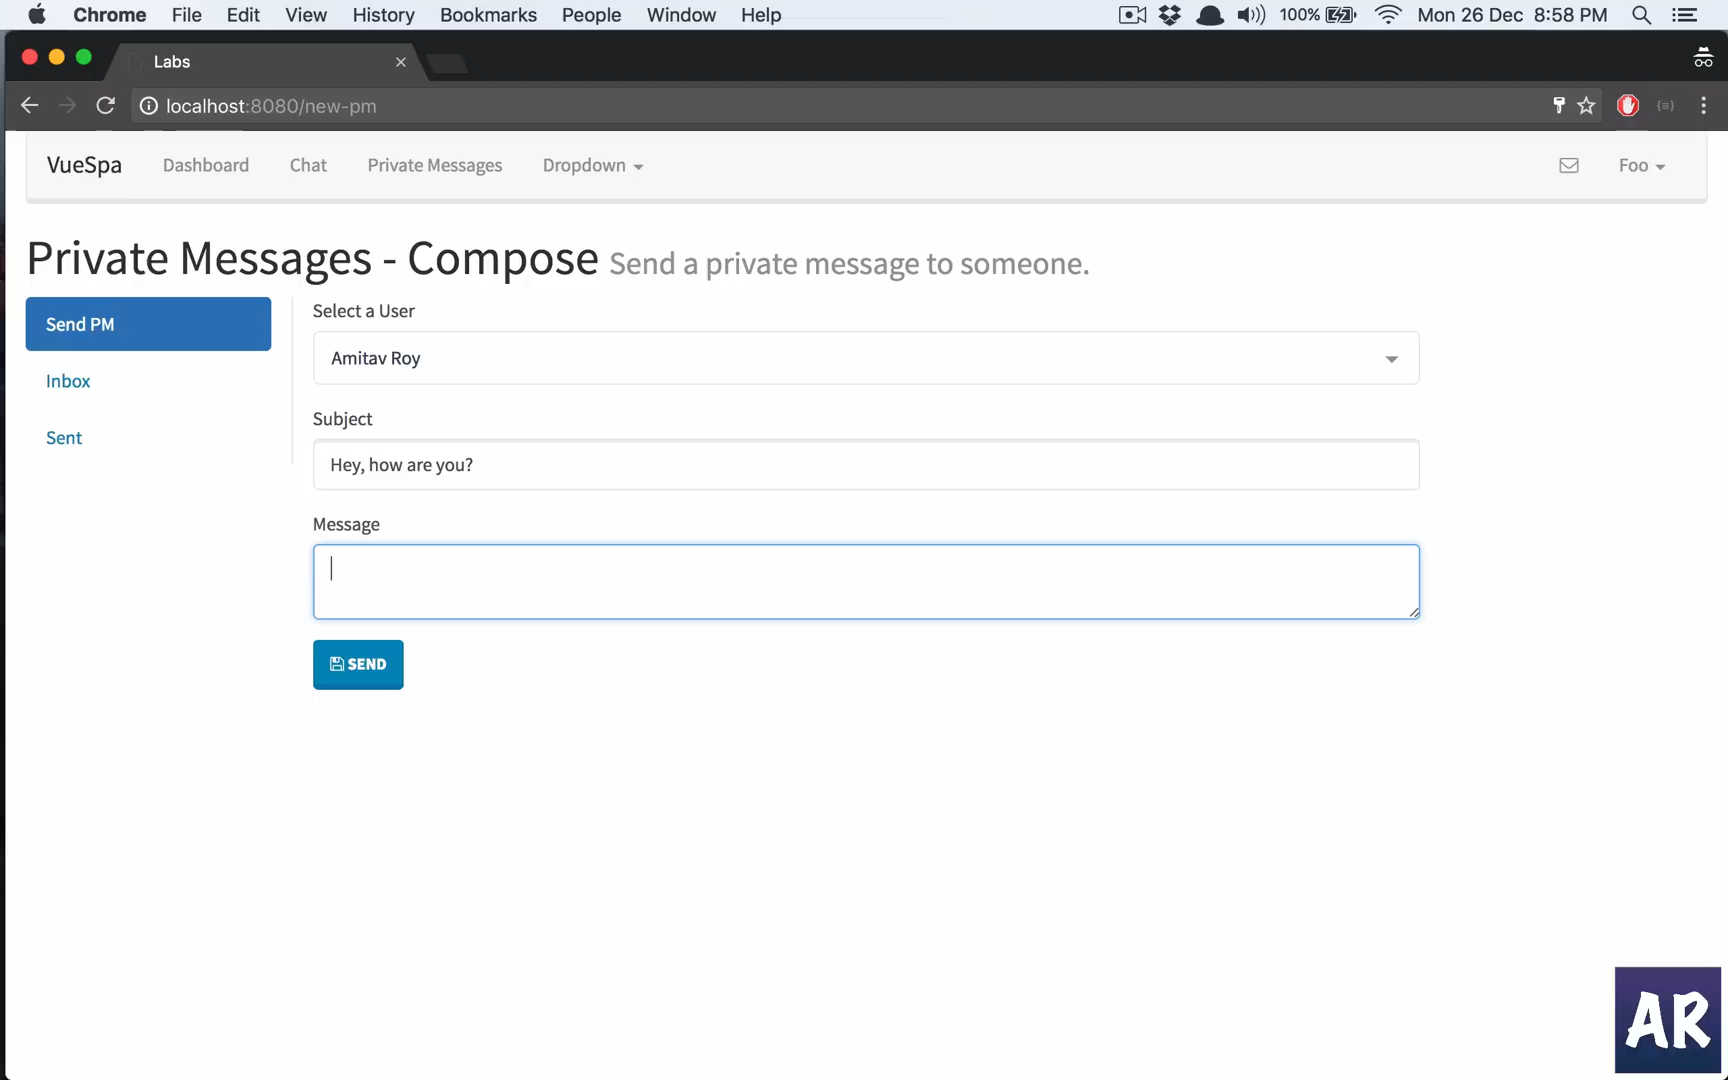 Chrome File Edit View History Bookmarks People Window Help 100% Mon 26 Dec 8:58 PM
Labs
localhost:8080/new-pm
VueSpa Dashboard Chat Private Messages Dropdown Foo
Private Messages - Compose Send a private message to someone.
Send PM
Inbox
Sent
Select a User
Amitav Roy
Subject
Hey, how are you?
Message
SEND
AR